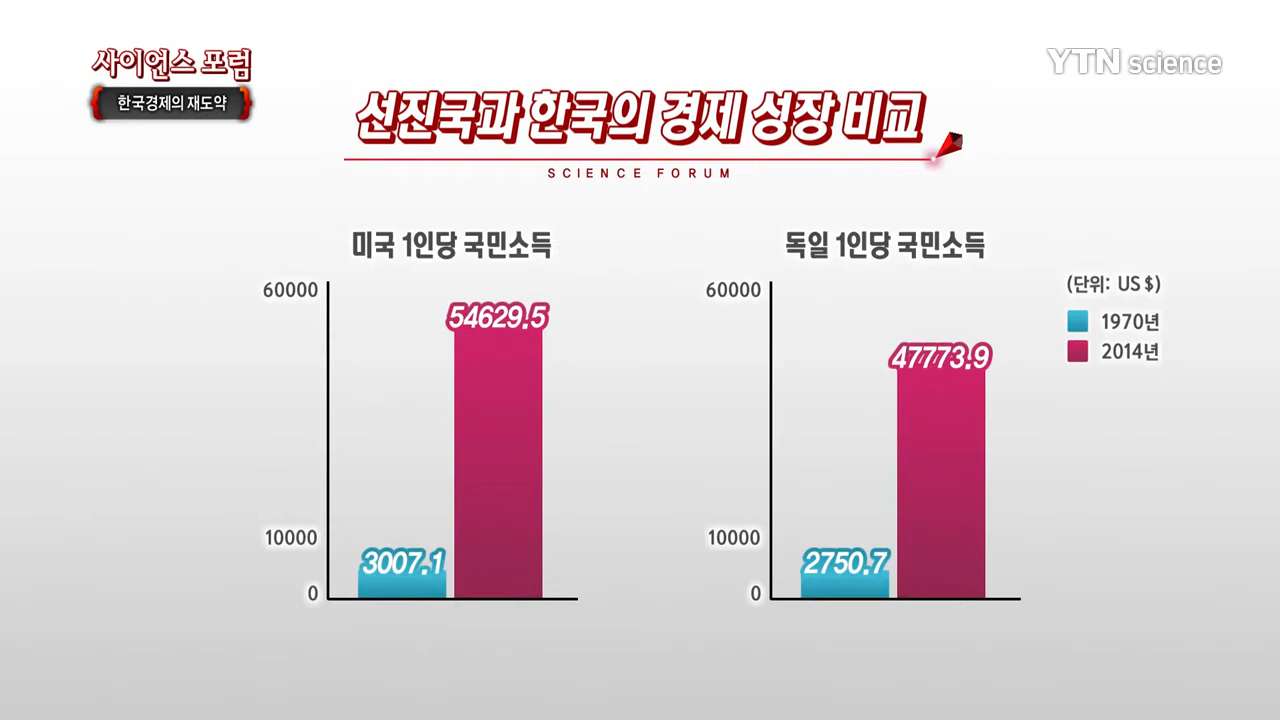 사이언스 포럼
한국경제의 재도약
YTN science
선진국과 한국의 경제 성장 비교
SCIENCE FORUM
미국 1인당 국민소득
60000
54629.5
10000
3007.1
0
독일 1인당 국민소득
60000
47773.9
10000
2750.7
0
(단위: US $)
1970년
2014년